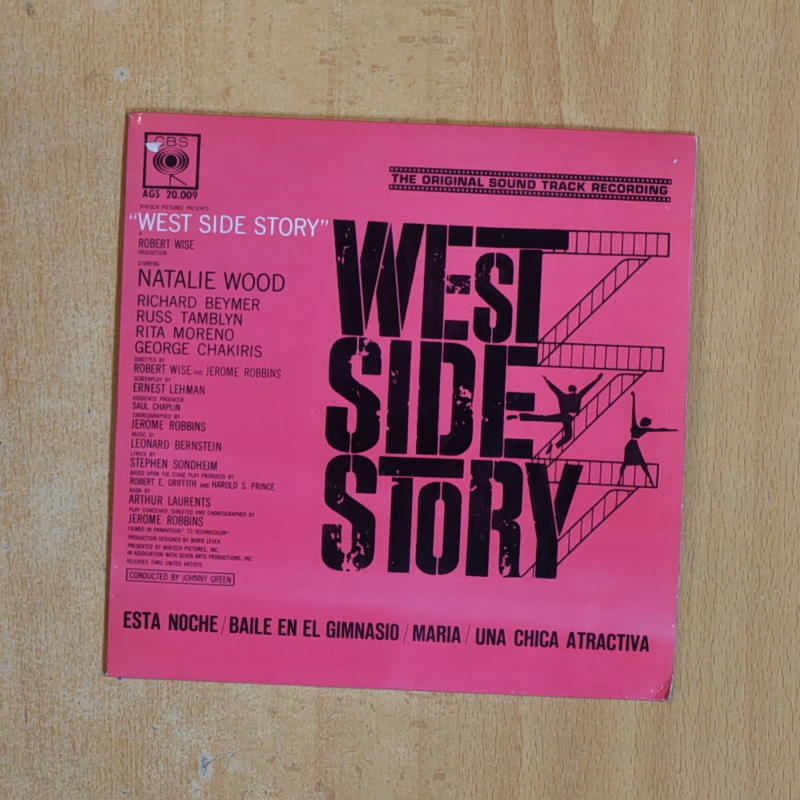 CBS
AGS 20.009
THE ORIGINAL SOUND TRACK RECORDING
MIRISCH PICTURES PRESENTS
"WEST SIDE STORY"
A
ROBERT WISE
PRODUCTION
STARRING
NATALIE WOOD
RICHARD BEYMER
RUSS TAMBLYN
RITA MORENO
GEORGE CHAKIRIS
DIRECTED BY
ROBERT WISE AND JEROME ROBBINS
SCREENPLAY BY
ERNEST LEHMAN
ASSOCIATE PRODUCER
SAUL CHAPLIN
CHOREOGRAPHED BY
JEROME ROBBINS
MUSIC BY
LEONARD BERNSTEIN
LYRICS BY
STEPHEN SONDHEIM
BASED UPON THE STAGE PLAY PRODUCED BY
ROBERT E. GRIFFITH AND HAROLD S. PRINCE
BOOK BY
ARTHUR LAURENTS
PLAY CONCEIVED, DIRECTED AND CHOREOGRAPHED BY
JEROME ROBBINS
FILMED IN PANAVISION® 70 TECHNICOLOR®
PRODUCTION DESIGNED BY BORIS LEVEN
PRESENTED BY MIRISCH PICTURES, INC.
IN ASSOCIATION WITH SEVEN ARTS PRODUCTIONS, INC.
RELEASED THRU UNITED ARTISTS
CONDUCTED BY JOHNNY GREEN
WEST
SIDE
STORY
ESTA NOCHE / BAILE EN EL GIMNASIO / MARIA / UNA CHICA ATRACTIVA